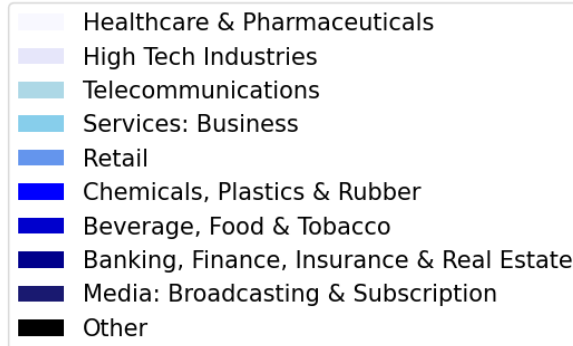 Healthcare & Pharmaceuticals
High Tech Industries
Telecommunications
Services: Business
Retail
Chemicals, Plastics & Rubber
Beverage, Food & Tobacco
Banking, Finance, Insurance & Real Estate
Media: Broadcasting & Subscription
Other